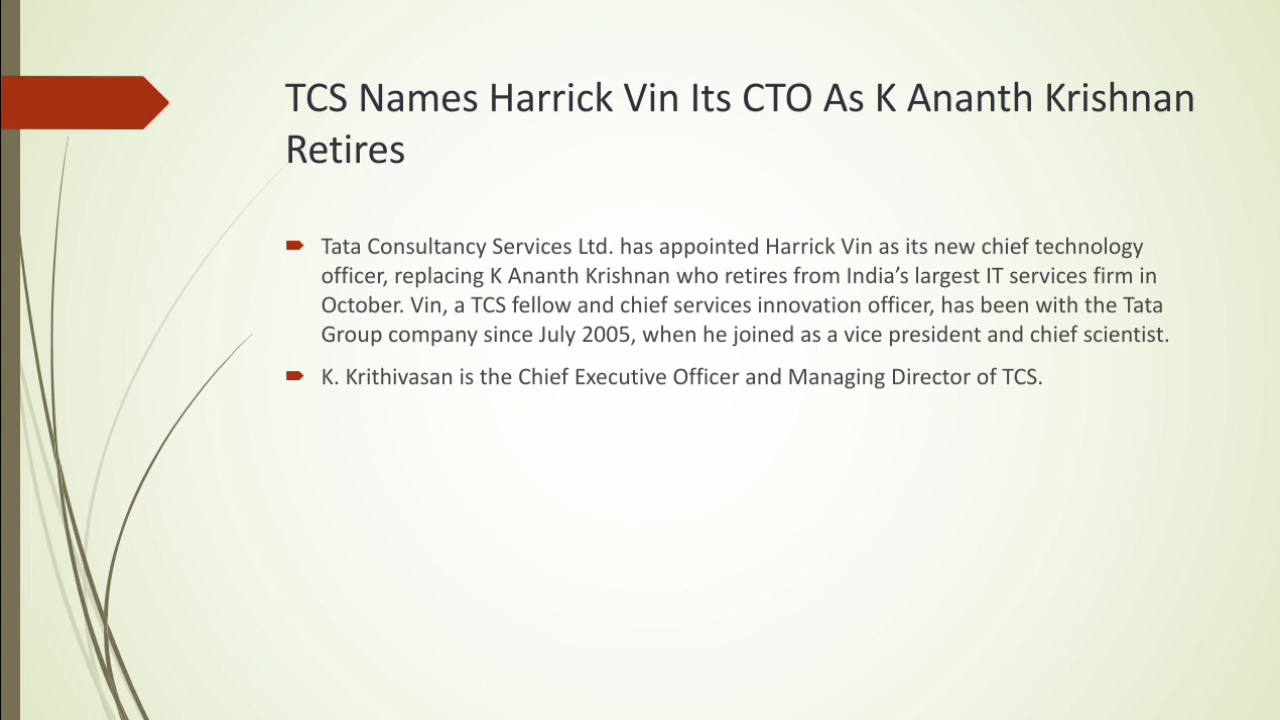 TCS Names Harrick Vin Its CTO As K Ananth Krishnan
Retires
Tata Consultancy Services Ltd. has appointed Harrick Vin as its new chief technology
officer, replacing K Ananth Krishnan who retires from India’s largest IT services firm in
October. Vin, a TCS fellow and chief services innovation officer, has been with the Tata
Group company since July 2005, when he joined as a vice president and chief scientist.
K. Krithivasan is the Chief Executive Officer and Managing Director of TCS.